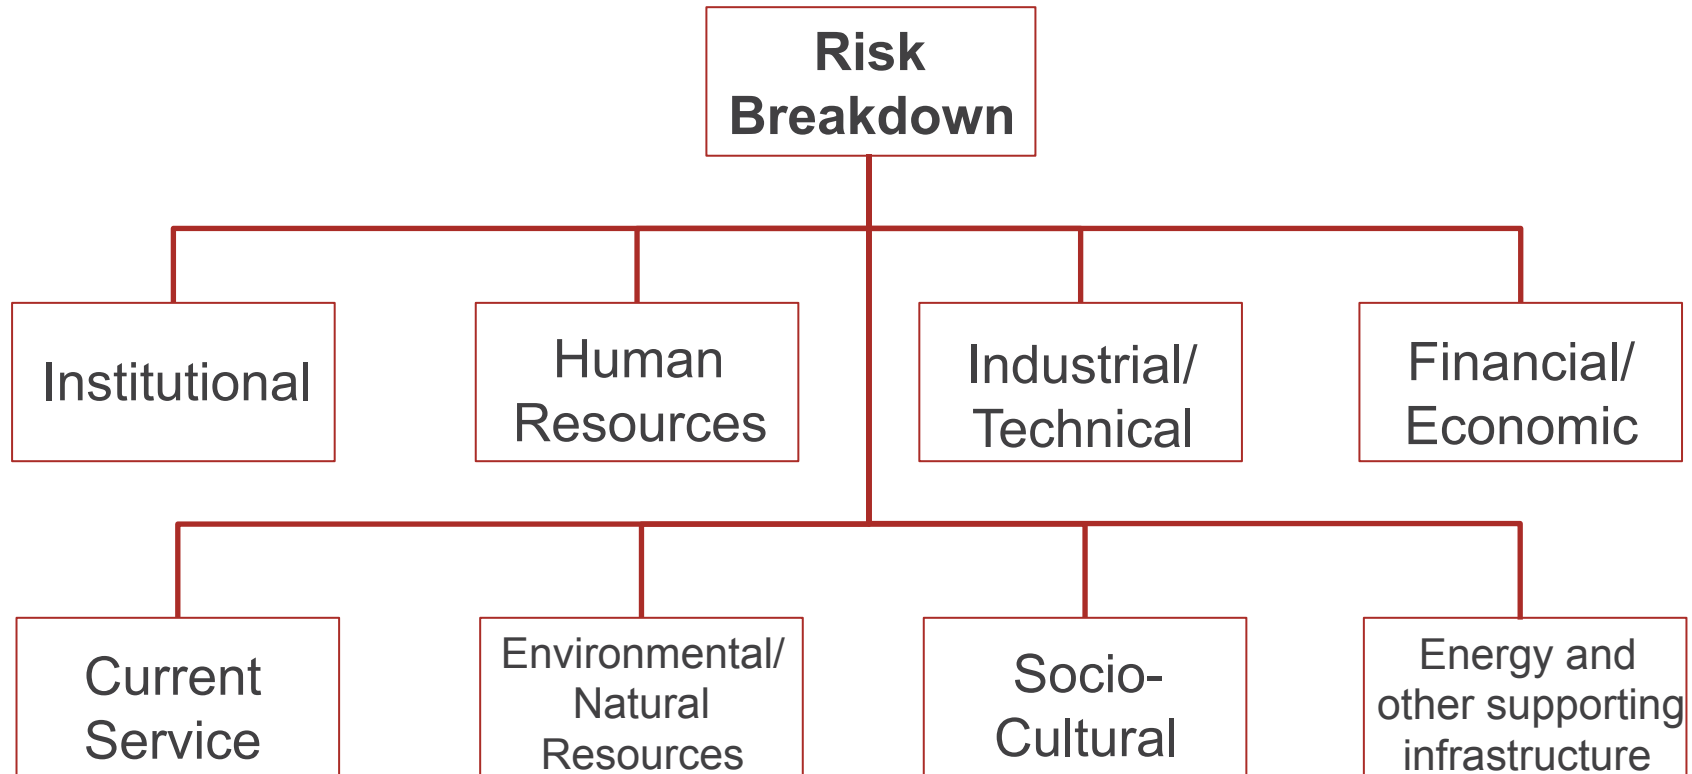 Risk
Breakdown
Institutional
Human
Resources
Industrial/
Technical
Financial/
Economic
Current
Service
Environmental/
Natural
Resources
Socio-
Cultural
Energy and
other supporting
infrastructure